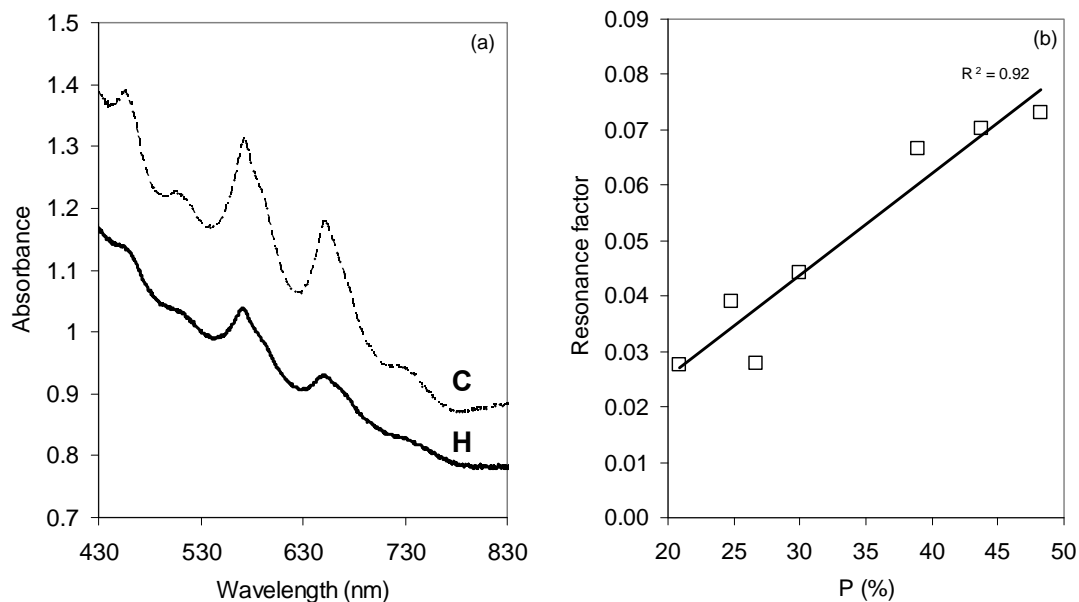 (a)
1.5
1.4
1.3
1.2
1.1
1
0.9
0.8
0.7
Absorbance
C
H
430 530 630 730 830
Wavelength (nm)
(b)
R² = 0.92
0.09
0.08
0.07
0.06
0.05
0.04
0.03
0.02
0.01
0.00
Resonance factor
20 25 30 35 40 45 50
P (%)